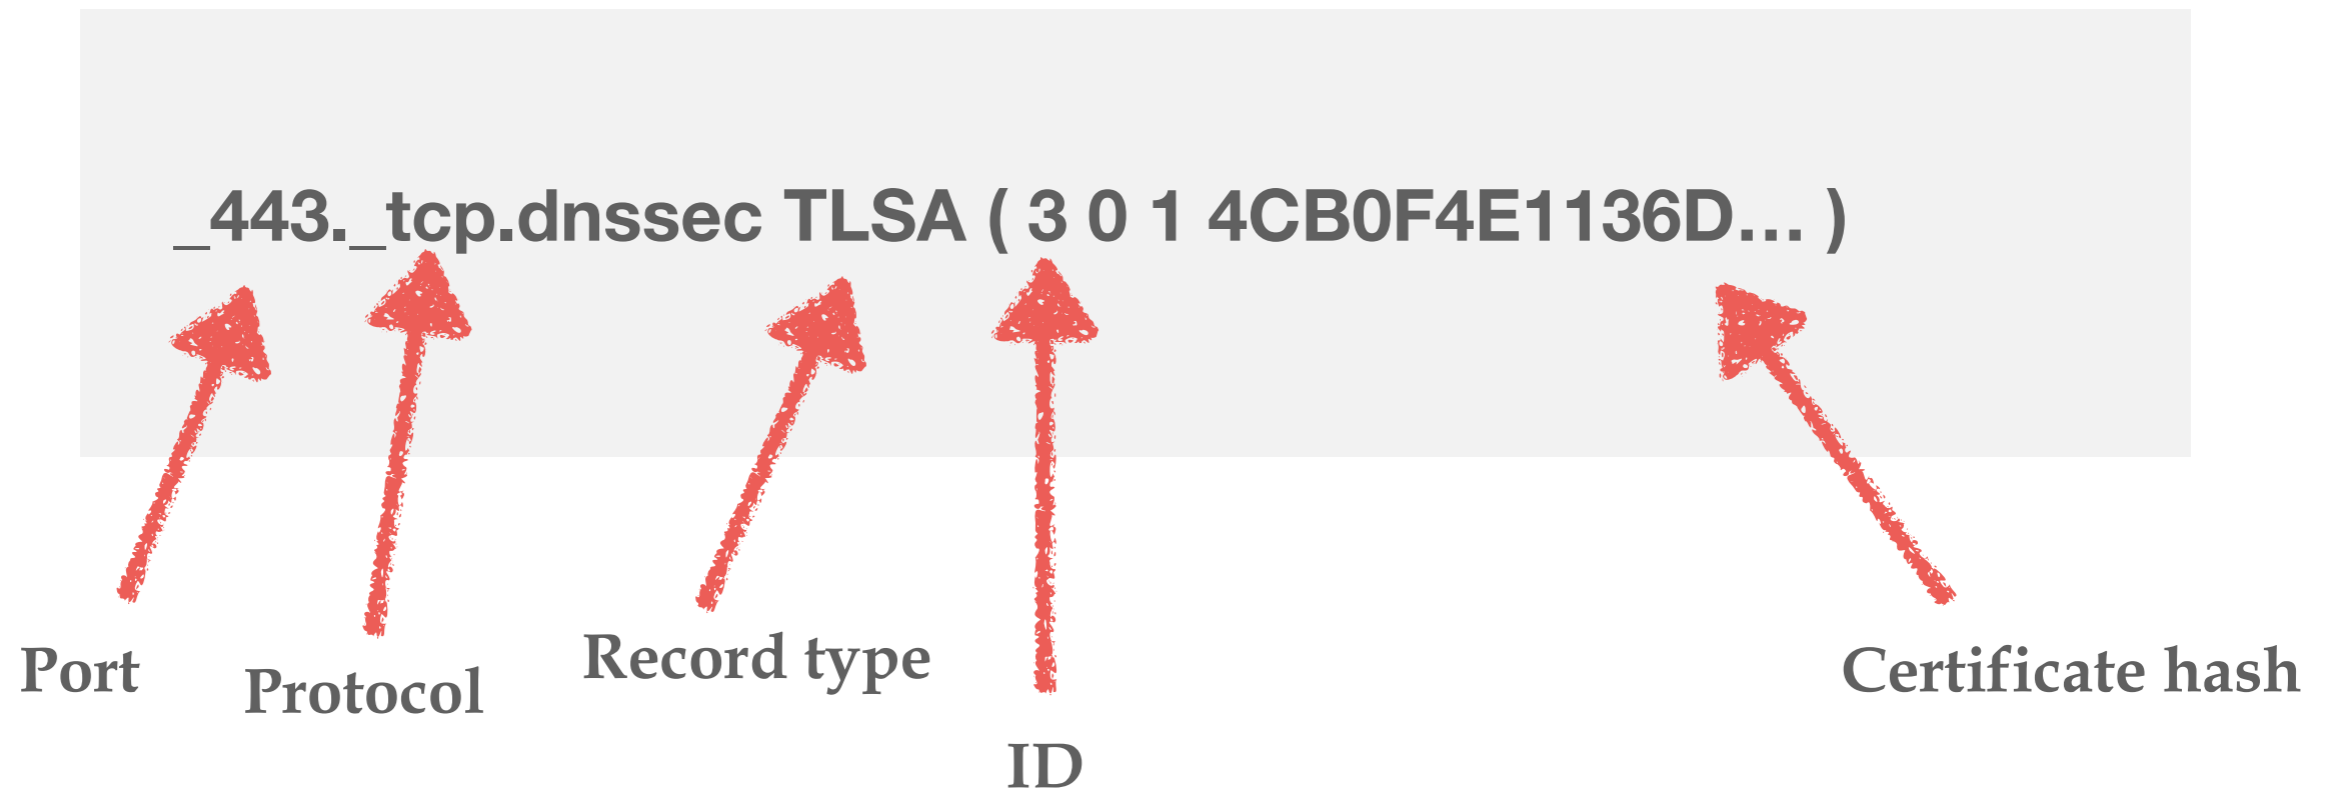 _443._tcp.dnssec TLSA ( 3 0 1 4CB0F4E1136D… )
Port
Protocol
Record type
ID
Certificate hash